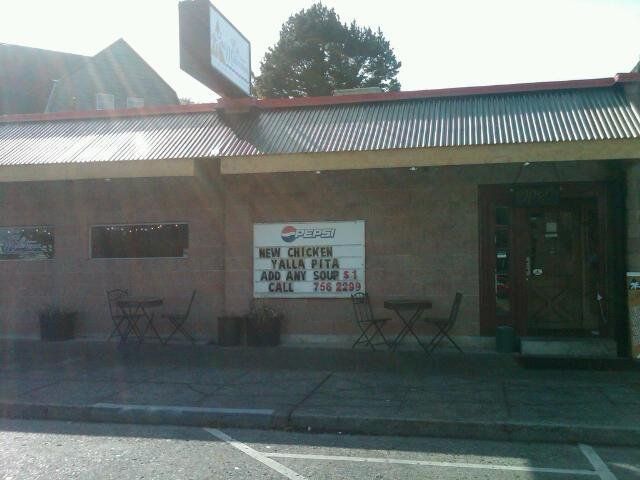 PEPSI
NEW CHICKEN
YALLA PITA
ADD ANY SOUP $1
CALL 756 2299